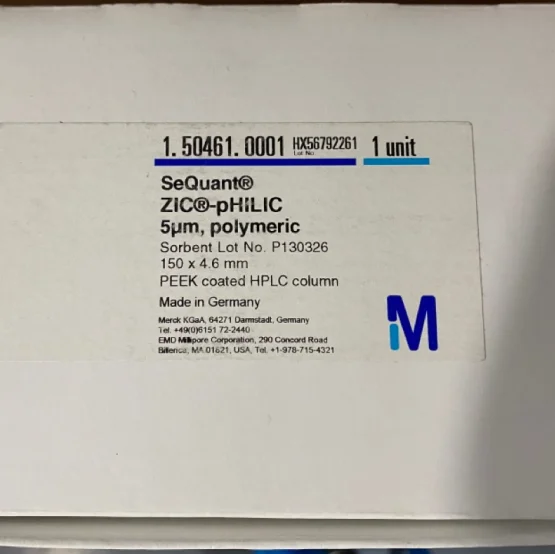 1.50461.0001 HX56792261 1 unit
Lot No
SeQuant®
ZIC®-pHILIC
5µm, polymeric
Sorbent Lot No. P130326
150 x 4.6 mm
PEEK coated HPLC column
Made in Germany
Merck KGaA, 64271 Darmstadt, Germany
Tel. +49(0)6151 72-2440
EMD Millipore Corporation, 290 Concord Road
Billerica, MA 01821, USA, Tel. +1-978-715-4321
M